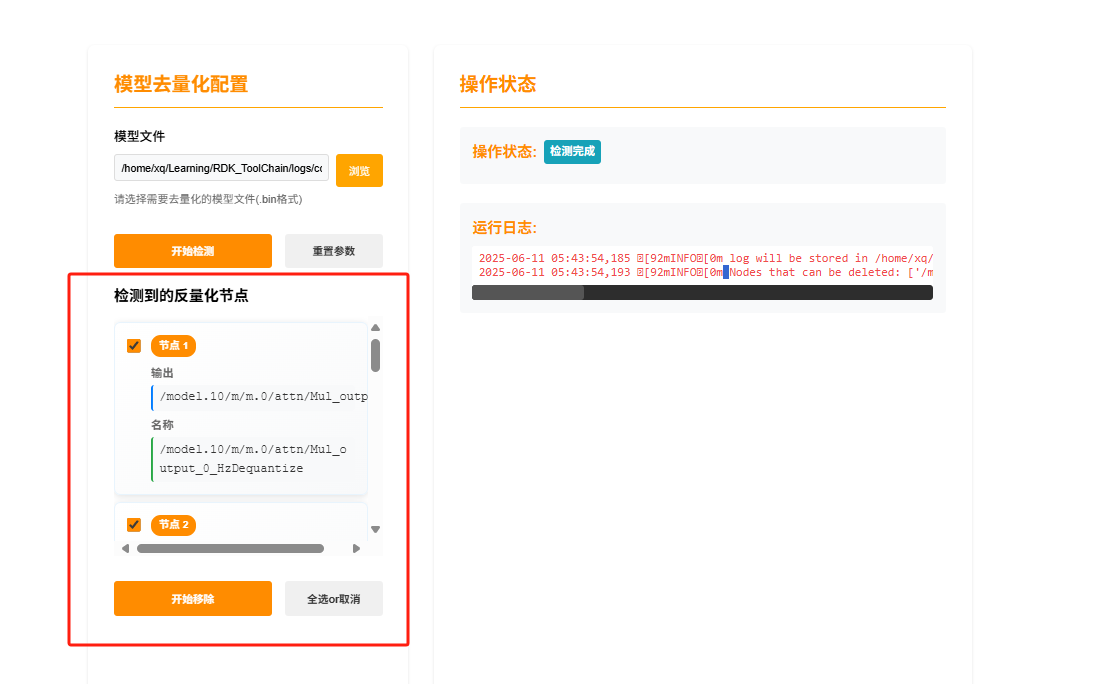 模型去量化配置
模型文件
/home/xq/Learning/RDK_ToolChain/logs/cc
浏览
请选择需要去量化的模型文件(.bin格式)
开始检测
重置参数
检测到的反量化节点
节点 1
输出
/model.10/m/m.0/attn/Mul_outp
名称
/model.10/m/m.0/attn/Mul_o
utput_0_HzDequantize
节点 2
开始移除
全选or取消
操作状态
操作状态:
检测完成
运行日志:
2025-06-11 05:43:54,185 [92mINFO[0m log will be stored in /home/xq/
2025-06-11 05:43:54,193 [92mINFO[0m Nodes that can be deleted: ['/m